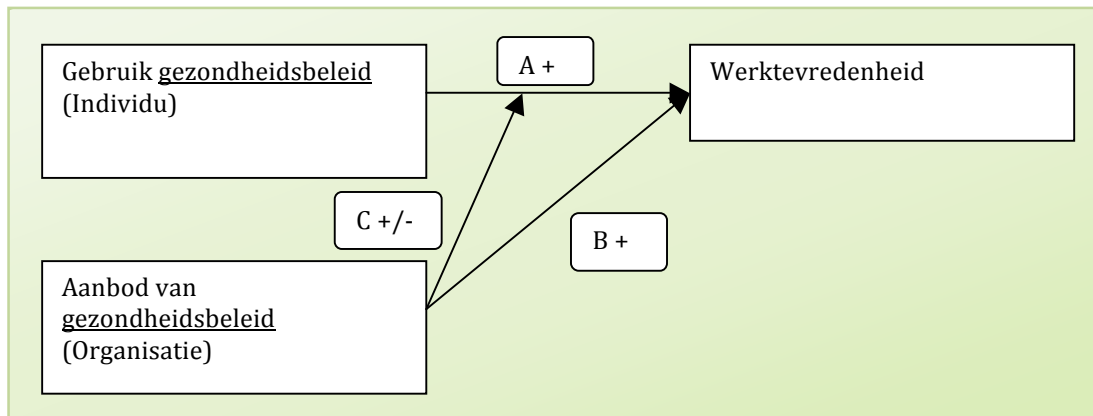 Gebruik gezondheidsbeleid
(Individu)
A +
Werktevredenheid
C +/-
B +
Aanbod van
gezondheidsbeleid
(Organisatie)